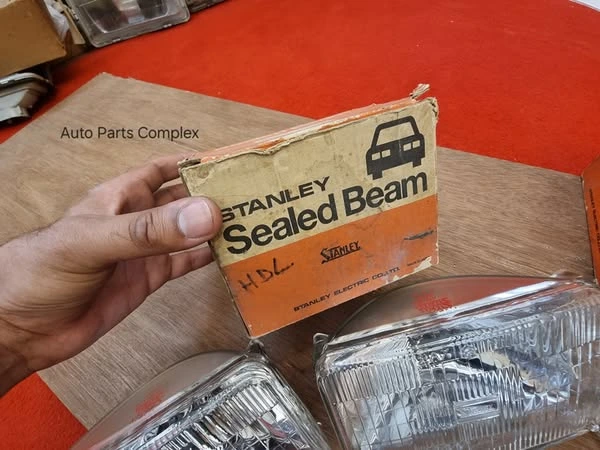 Auto Parts Complex
STANLEY
Sealed Beam
STANLEY
HDL
STANLEY ELECTRIC CO., LTD.